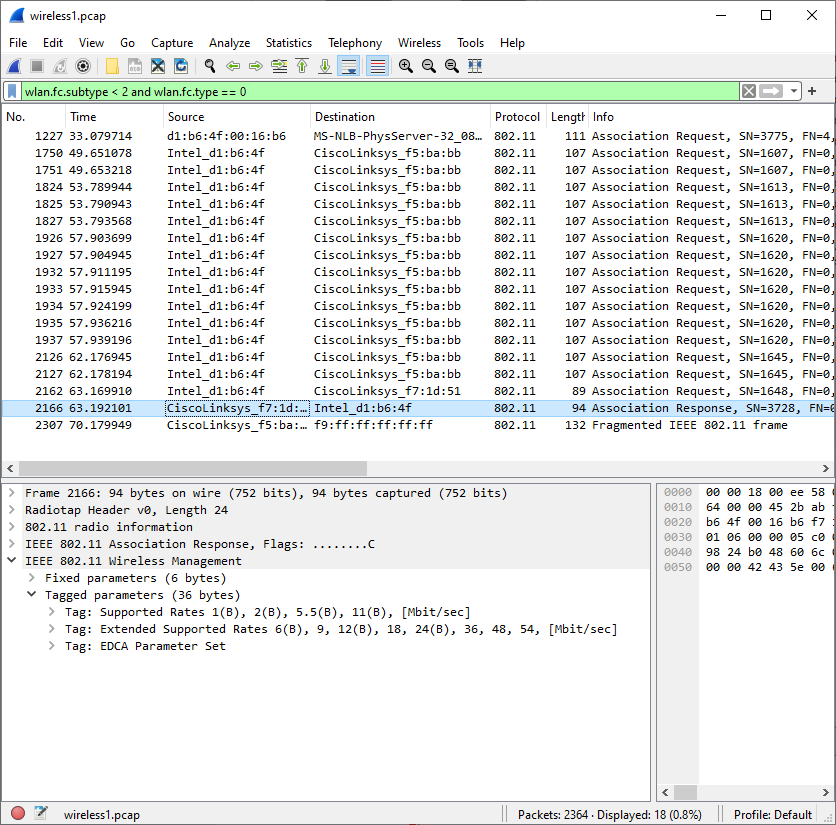 wireless1.pcap
File Edit View Go Capture Analyze Statistics Telephony Wireless Tools Help
wlan.fc.subtype < 2 and wlan.fc.type == 0
No. Time Source Destination Protocol Length Info
1227 33.079714 d1:b6:4f:00:16:b6 MS-NLB-PhysServer-32_08… 802.11 111 Association Request, SN=3775, FN=4,
1750 49.651078 Intel_d1:b6:4f CiscoLinksys_f5:ba:bb 802.11 107 Association Request, SN=1607, FN=0,
1751 49.653218 Intel_d1:b6:4f CiscoLinksys_f5:ba:bb 802.11 107 Association Request, SN=1607, FN=0,
1824 53.789944 Intel_d1:b6:4f CiscoLinksys_f5:ba:bb 802.11 107 Association Request, SN=1613, FN=0,
1825 53.790943 Intel_d1:b6:4f CiscoLinksys_f5:ba:bb 802.11 107 Association Request, SN=1613, FN=0,
1827 53.793568 Intel_d1:b6:4f CiscoLinksys_f5:ba:bb 802.11 107 Association Request, SN=1613, FN=0,
1926 57.903699 Intel_d1:b6:4f CiscoLinksys_f5:ba:bb 802.11 107 Association Request, SN=1620, FN=0,
1927 57.904945 Intel_d1:b6:4f CiscoLinksys_f5:ba:bb 802.11 107 Association Request, SN=1620, FN=0,
1932 57.911195 Intel_d1:b6:4f CiscoLinksys_f5:ba:bb 802.11 107 Association Request, SN=1620, FN=0,
1933 57.915945 Intel_d1:b6:4f CiscoLinksys_f5:ba:bb 802.11 107 Association Request, SN=1620, FN=0,
1934 57.924199 Intel_d1:b6:4f CiscoLinksys_f5:ba:bb 802.11 107 Association Request, SN=1620, FN=0,
1935 57.936216 Intel_d1:b6:4f CiscoLinksys_f5:ba:bb 802.11 107 Association Request, SN=1620, FN=0,
1937 57.939196 Intel_d1:b6:4f CiscoLinksys_f5:ba:bb 802.11 107 Association Request, SN=1620, FN=0,
2126 62.176945 Intel_d1:b6:4f CiscoLinksys_f5:ba:bb 802.11 107 Association Request, SN=1645, FN=0,
2127 62.178194 Intel_d1:b6:4f CiscoLinksys_f5:ba:bb 802.11 107 Association Request, SN=1645, FN=0,
2162 63.169910 Intel_d1:b6:4f CiscoLinksys_f7:1d:51 802.11 89 Association Request, SN=1648, FN=0,
2166 63.192101 CiscoLinksys_f7:1d:… Intel_d1:b6:4f 802.11 94 Association Response, SN=3728, FN=0
2307 70.179949 CiscoLinksys_f5:ba:… f9:ff:ff:ff:ff:ff 802.11 132 Fragmented IEEE 802.11 frame
Frame 2166: 94 bytes on wire (752 bits), 94 bytes captured (752 bits)
Radiotap Header v0, Length 24
802.11 radio information
IEEE 802.11 Association Response, Flags: ........C
IEEE 802.11 Wireless Management
Fixed parameters (6 bytes)
Tagged parameters (36 bytes)
Tag: Supported Rates 1(B), 2(B), 5.5(B), 11(B), [Mbit/sec]
Tag: Extended Supported Rates 6(B), 9, 12(B), 18, 24(B), 36, 48, 54, [Mbit/sec]
Tag: EDCA Parameter Set
0000 00 00 18 00 ee 58
0010 64 00 00 45 2b ab
0020 b6 4f 00 16 b6 f7
0030 01 06 00 00 05 c0
0040 98 24 b0 48 60 6c
0050 00 00 42 43 5e 00
wireless1.pcap
Packets: 2364 · Displayed: 18 (0.8%)
Profile: Default